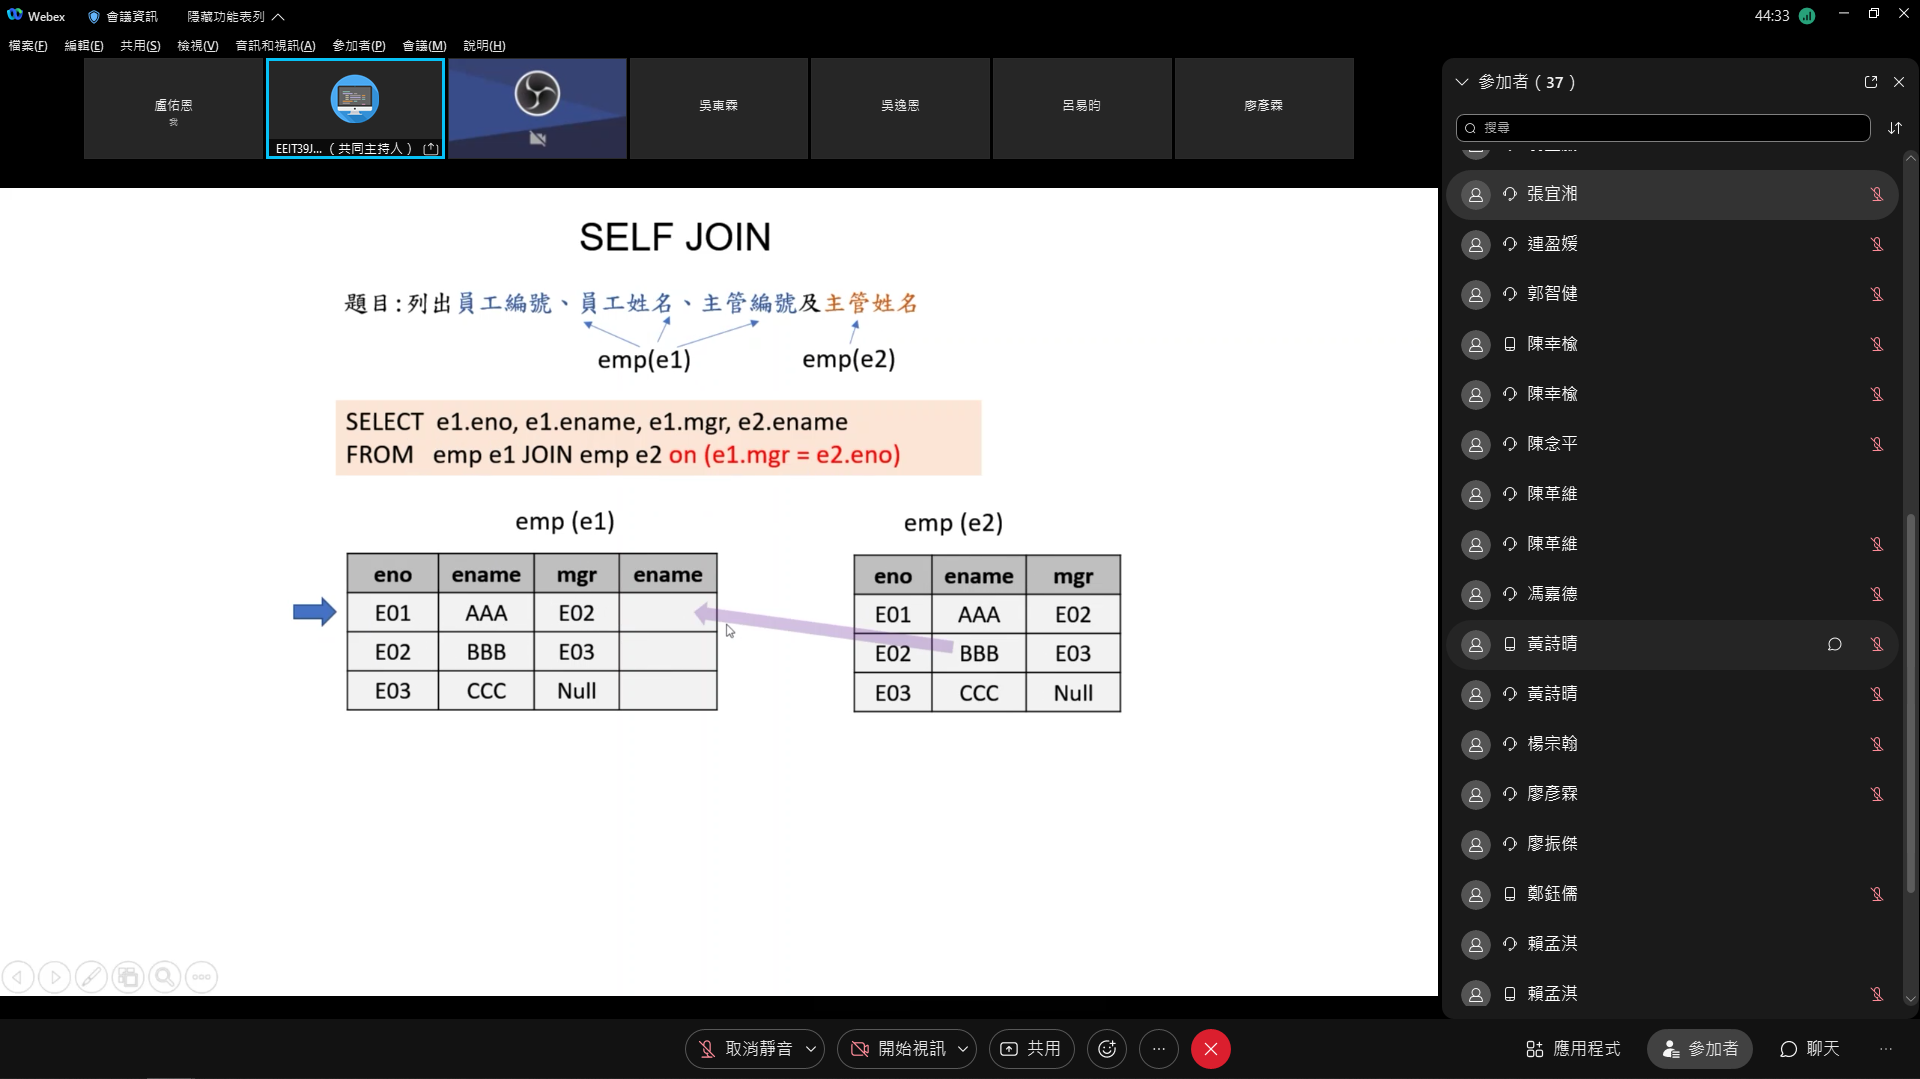 Webex
會議資訊
隱藏功能表列
44:33
檔案(F) 編輯(E) 共用(S) 檢視(V) 音訊和視訊(A) 參加者(P) 會議(M) 說明(H)
盧佑恩
我
EEIT39J... （共同主持人）
吳東霖
吳逸恩
呂易昀
廖彥霖
SELF JOIN
題目:列出員工編號、員工姓名、主管編號及主管姓名
emp(e1) emp(e2)
SELECT e1.eno, e1.ename, e1.mgr, e2.ename
FROM emp e1 JOIN emp e2 on (e1.mgr = e2.eno)
emp (e1)
eno ename mgr ename
E01 AAA E02
E02 BBB E03
E03 CCC Null
emp (e2)
eno ename mgr
E01 AAA E02
E02 BBB E03
E03 CCC Null
參加者（37）
搜尋
張宜湘
連盈媛
郭智健
陳幸榆
陳幸榆
陳念平
陳革維
陳革維
馮嘉德
黃詩晴
黃詩晴
楊宗翰
廖彥霖
廖振傑
鄭鈺儒
賴孟淇
賴孟淇
取消靜音
開始視訊
共用
應用程式
參加者
聊天